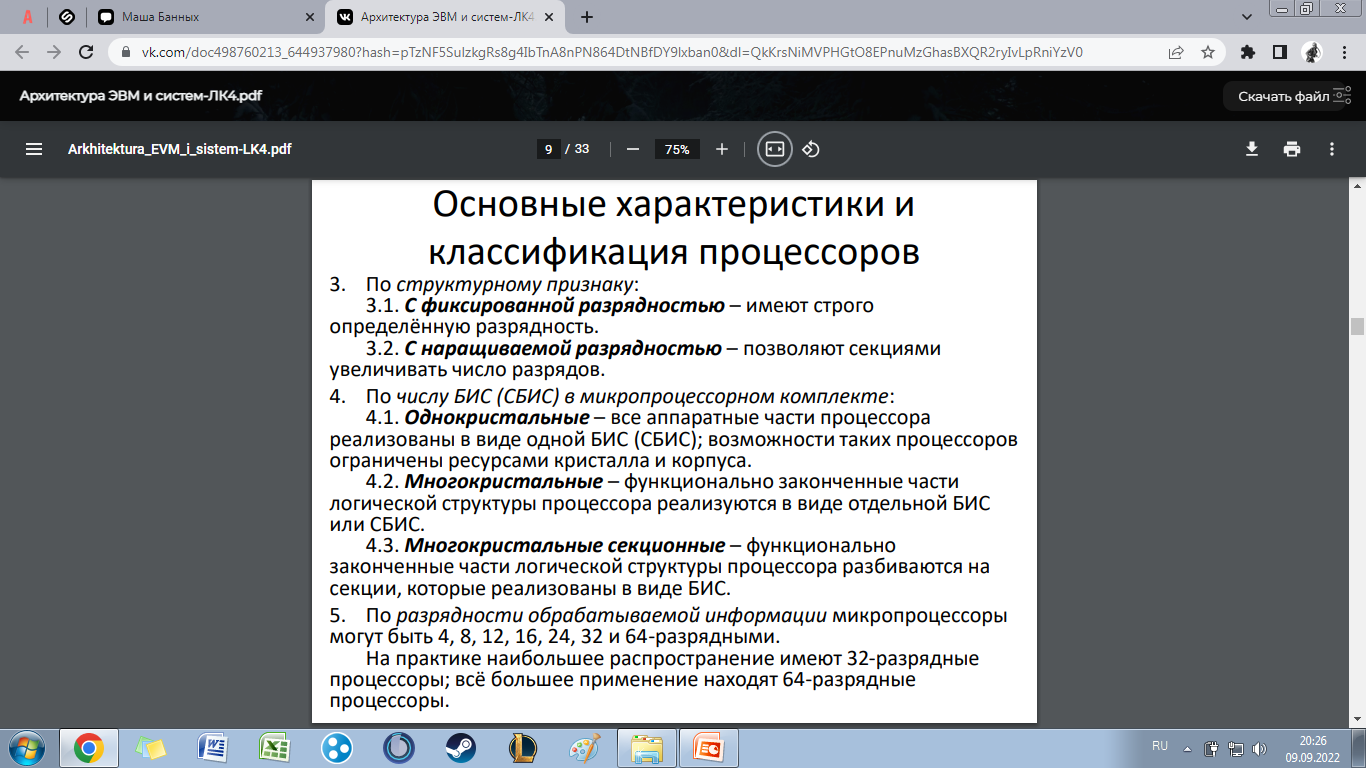 Маша Банных
Архитектура ЭВМ и систем-ЛК4
vk.com/doc498760213_644937980?hash=pTzNF5SulzkgRs8g4IbTnA8nPN864DtNBfDY9lxban0&dl=QkKrsNiMVPHGtO8EPnuMzGhasBXQR2ryIvLpRniYzV0
Архитектура ЭВМ и систем-ЛК4.pdf
Скачать файл
Arkhitektura_EVM_i_sistem-LK4.pdf
9 / 33
75%
Основные характеристики и
классификация процессоров
3. По структурному признаку:
3.1. С фиксированной разрядностью – имеют строго
определённую разрядность.
3.2. С наращиваемой разрядностью – позволяют секциями
увеличивать число разрядов.
4. По числу БИС (СБИС) в микропроцессорном комплекте:
4.1. Однокристальные – все аппаратные части процессора
реализованы в виде одной БИС (СБИС); возможности таких процессоров
ограничены ресурсами кристалла и корпуса.
4.2. Многокристальные – функционально законченные части
логической структуры процессора реализуются в виде отдельной БИС
или СБИС.
4.3. Многокристальные секционные – функционально
законченные части логической структуры процессора разбиваются на
секции, которые реализованы в виде БИС.
5. По разрядности обрабатываемой информации микропроцессоры
могут быть 4, 8, 12, 16, 24, 32 и 64-разрядными.
На практике наибольшее распространение имеют 32-разрядные
процессоры; всё большее применение находят 64-разрядные
процессоры.
RU
20:26
09.09.2022